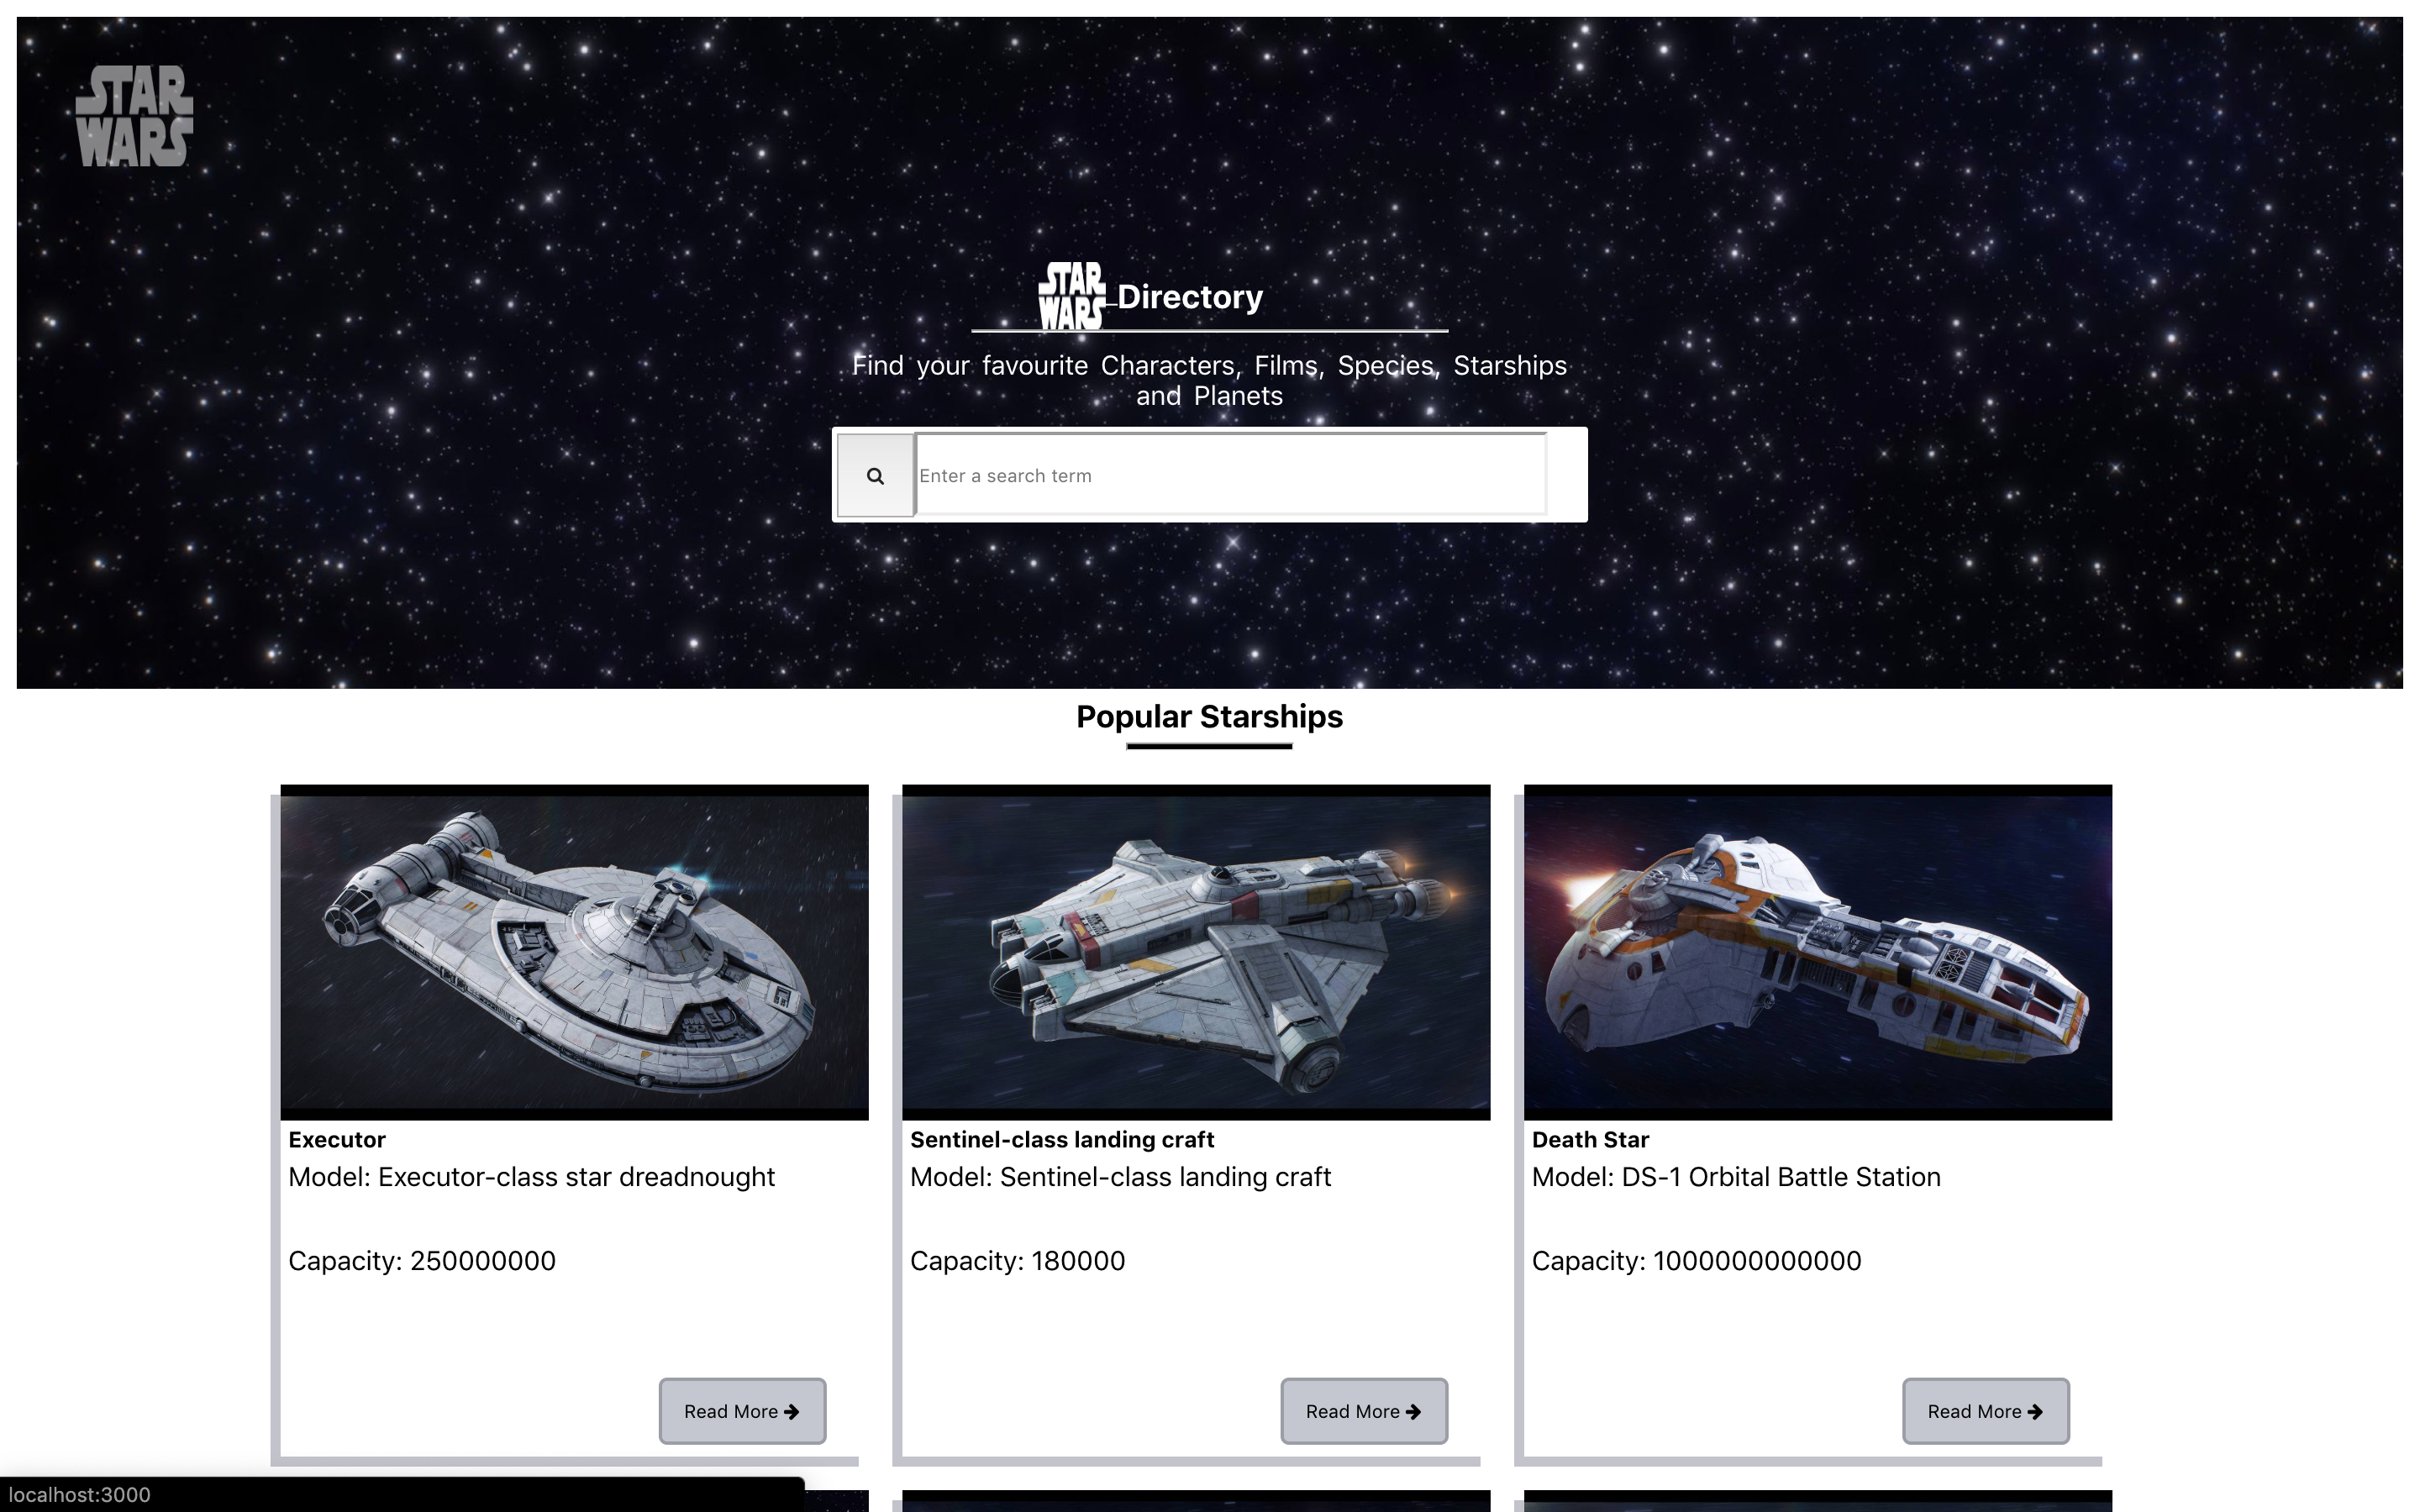 STAR
WARS
STAR
WARS Directory
Find your favourite Characters, Films, Species, Starships
and Planets
Enter a search term
Popular Starships
Executor
Model: Executor-class star dreadnought
Capacity: 250000000
Read More
Sentinel-class landing craft
Model: Sentinel-class landing craft
Capacity: 180000
Read More
Death Star
Model: DS-1 Orbital Battle Station
Capacity: 1000000000000
Read More
localhost:3000